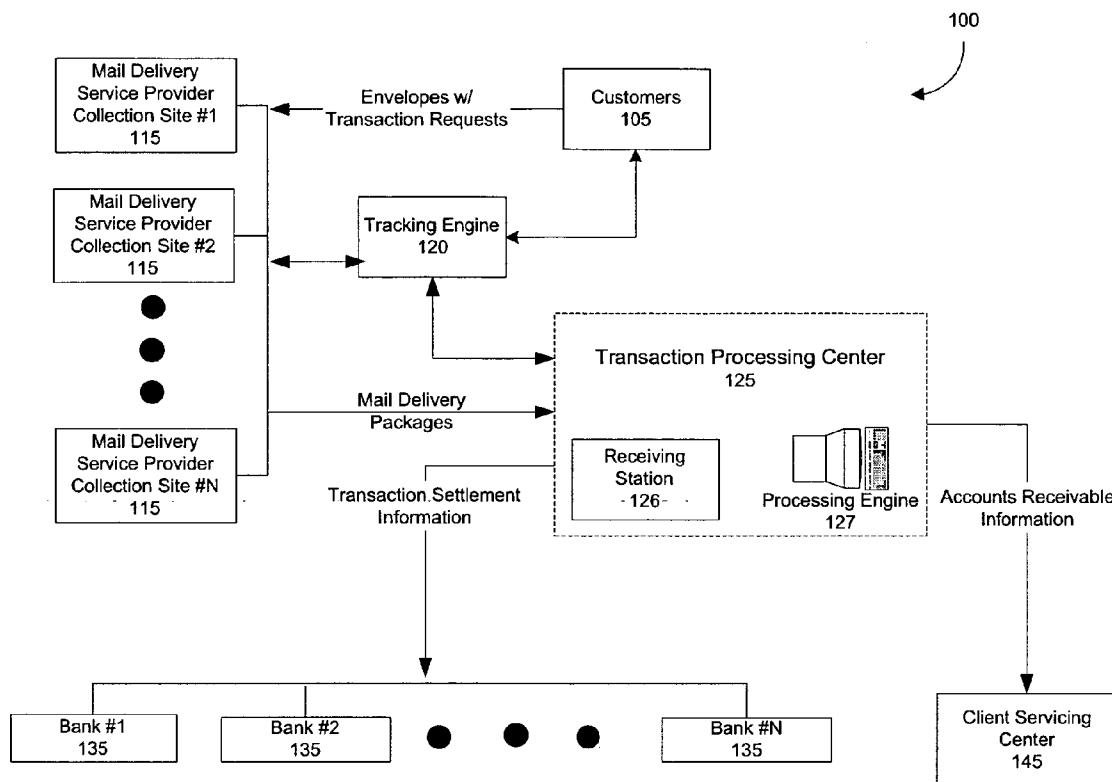 100
Mail Delivery
Service Provider
Collection Site #1
115
Envelopes w/
Transaction Requests
Customers
105
Mail Delivery
Service Provider
Collection Site #2
115
Tracking Engine
120
Transaction Processing Center
125
Mail Delivery
Packages
Mail Delivery
Service Provider
Collection Site #N
115
Transaction Settlement
Information
Receiving
Station
126
Processing Engine
127
Accounts Receivable
Information
Bank #1
135
Bank #2
135
Bank #N
135
Client Servicing
Center
145